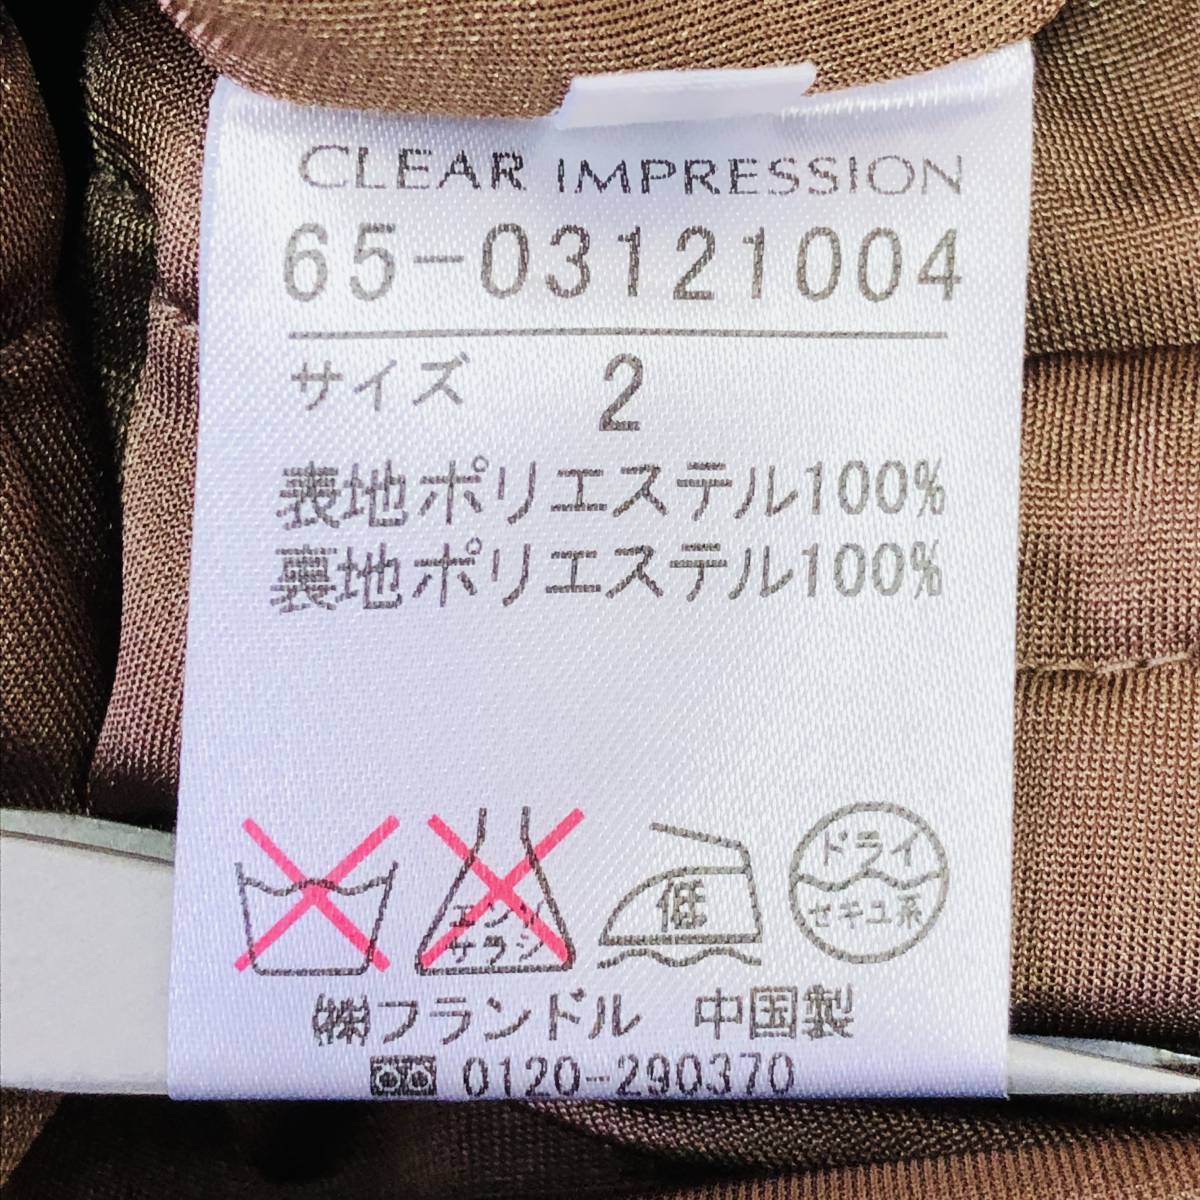 CLEAR IMPRESSION
65-03121004
サイズ 2
表地ポリエステル100%
裏地ポリエステル100%
エンソ
サラシ
低
ドライ
セキユ系
㈱フランドル 中国製
0120-290370